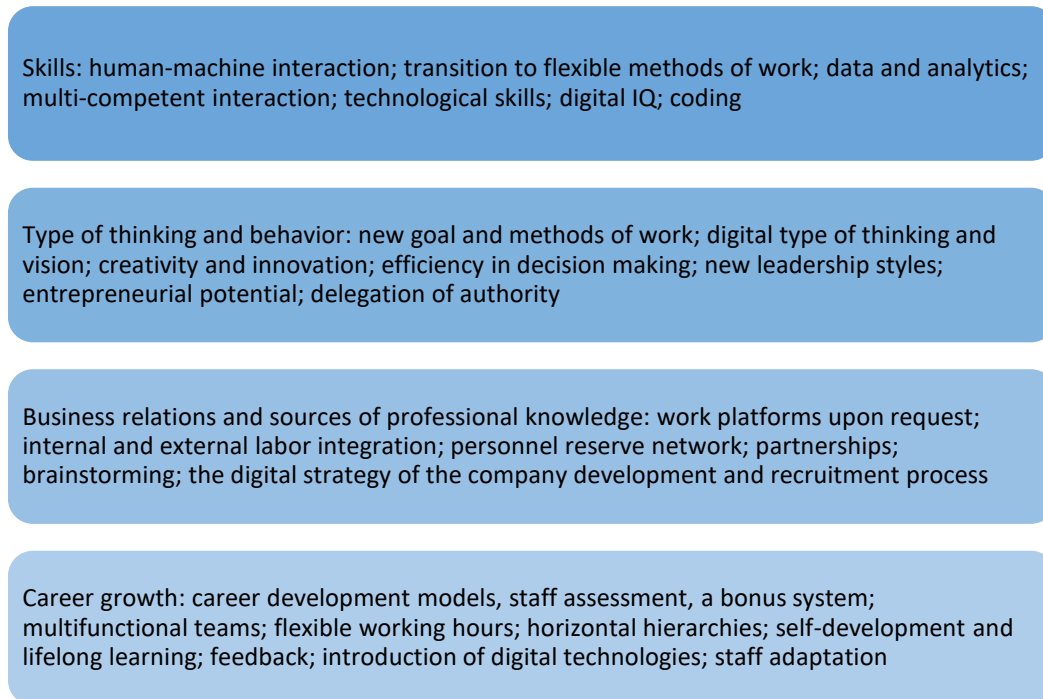 Skills: human-machine interaction; transition to flexible methods of work; data and analytics;
multi-competent interaction; technological skills; digital IQ; coding
Type of thinking and behavior: new goal and methods of work; digital type of thinking and
vision; creativity and innovation; efficiency in decision making; new leadership styles;
entrepreneurial potential; delegation of authority
Business relations and sources of professional knowledge: work platforms upon request;
internal and external labor integration; personnel reserve network; partnerships;
brainstorming; the digital strategy of the company development and recruitment process
Career growth: career development models, staff assessment, a bonus system;
multifunctional teams; flexible working hours; horizontal hierarchies; self-development and
lifelong learning; feedback; introduction of digital technologies; staff adaptation